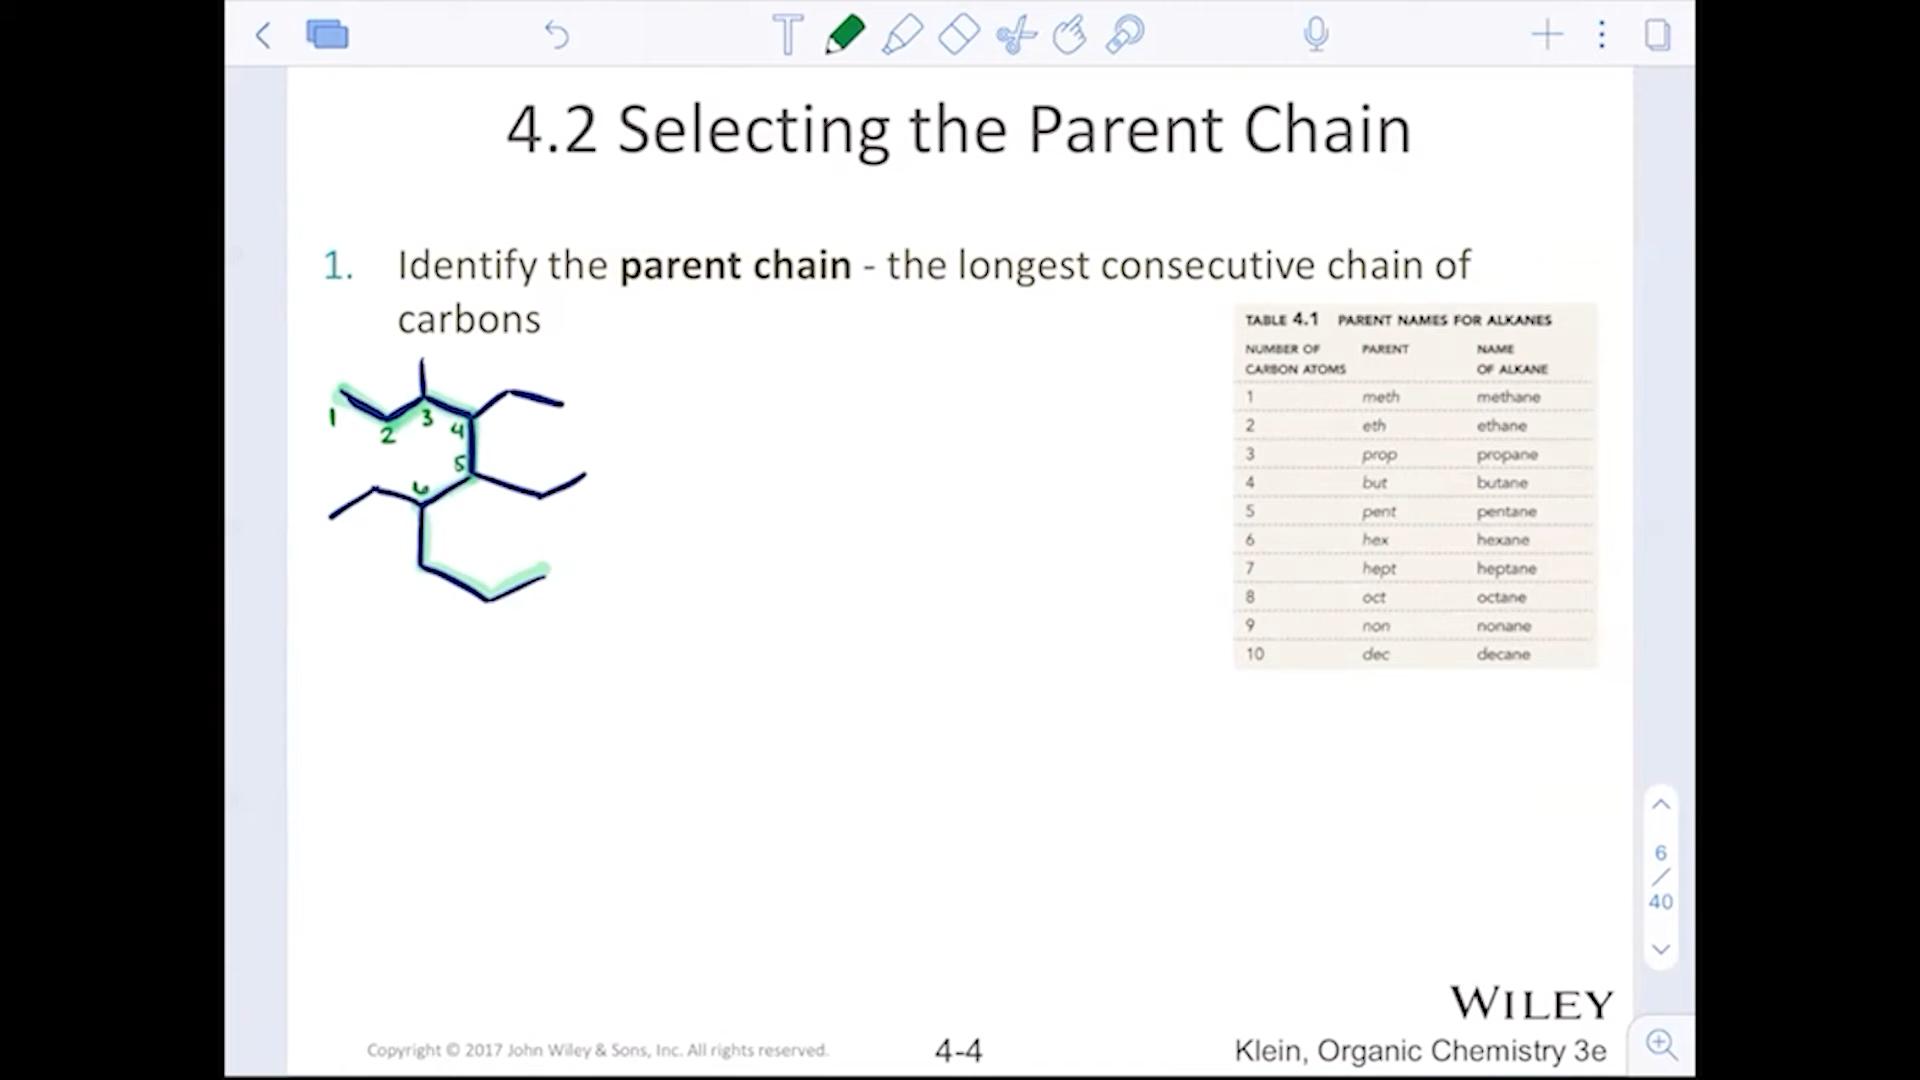 T
4.2 Selecting the Parent Chain
1. Identify the parent chain - the longest consecutive chain of
carbons
1
2
3
4
5
6
TABLE 4.1 PARENT NAMES FOR ALKANES
NUMBER OF PARENT NAME
CARBON ATOMS OF ALKANE
1 meth methane
2 eth ethane
3 prop propane
4 but butane
5 pent pentane
6 hex hexane
7 hept heptane
8 oct octane
9 non nonane
10 dec decane
6
/
40
WILEY
Copyright © 2017 John Wiley & Sons, Inc. All rights reserved. 4-4 Klein, Organic Chemistry 3e